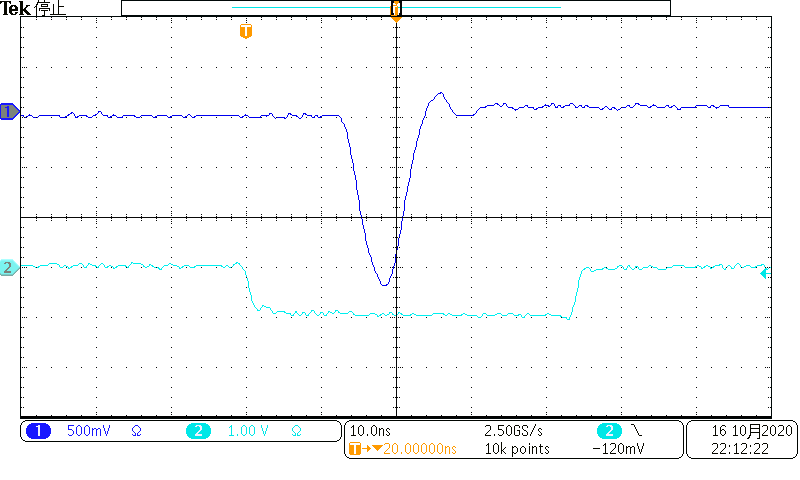 Tek 停止
T
1
2
1 500mV Ω 2 1.00 V Ω
10.0ns 2.50GS/s 2
T→▼20.00000ns 10k points −120mV
16 10月2020
22:12:22